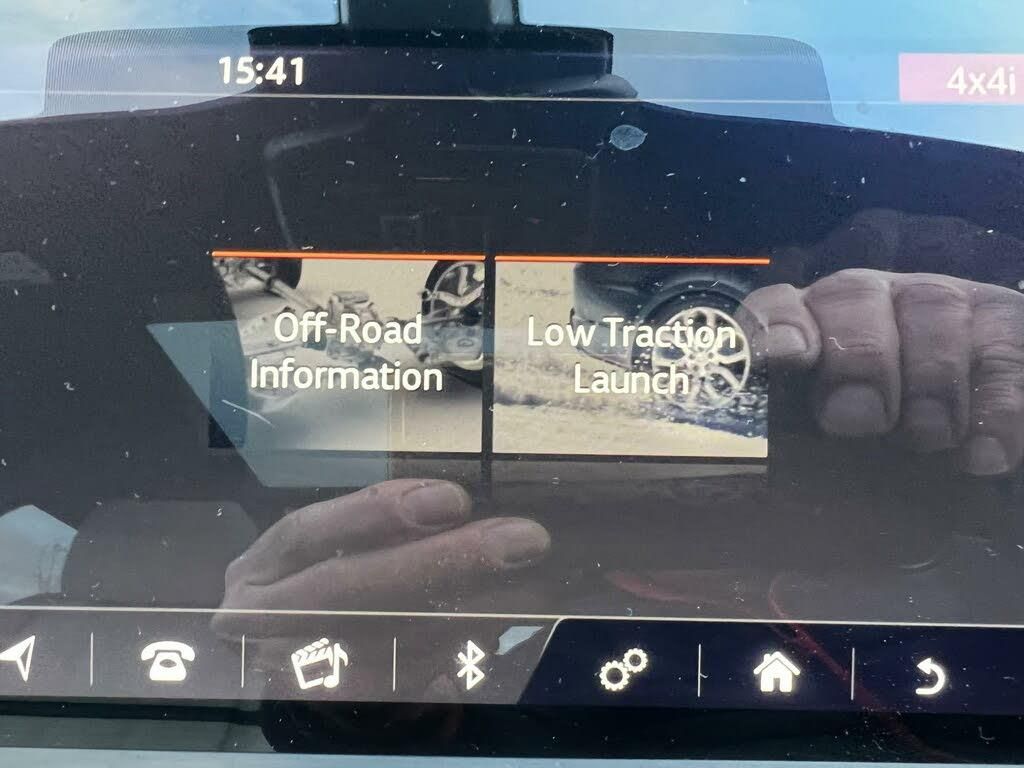 15:41
4x4i
Off-Road
Information
Low Traction
Launch